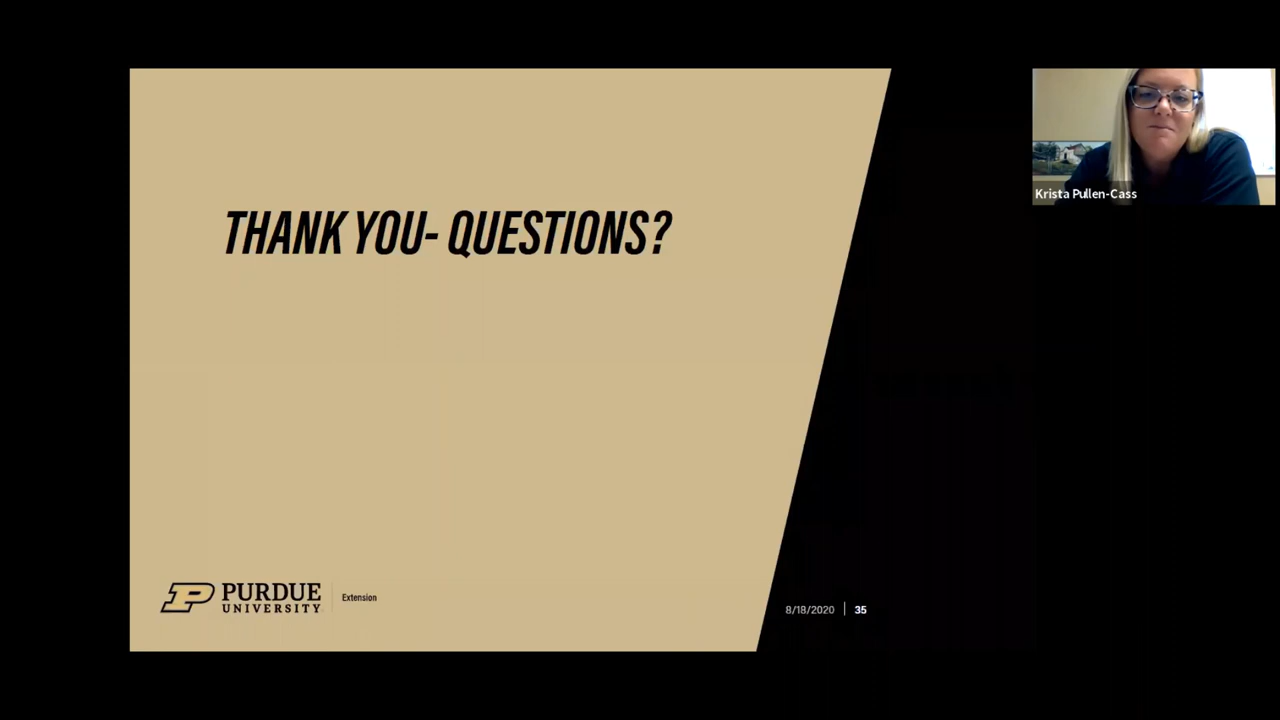 THANK YOU- QUESTIONS?
Krista Pullen-Cass
PURDUE
UNIVERSITY
Extension
8/18/2020
35